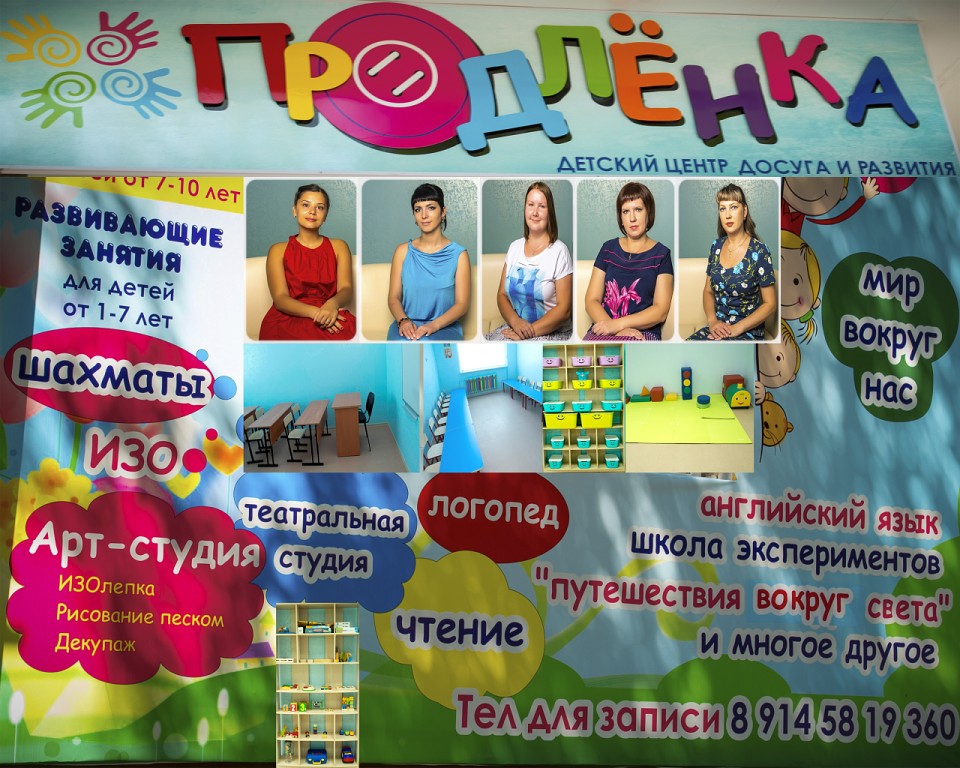 ПРОДЛЁНКА
ДЕТСКИЙ ЦЕНТР ДОСУГА И РАЗВИТИЯ
от 7-10 лет
РАЗВИВАЮЩИЕ
ЗАНЯТИЯ
для детей
от 1-7 лет
шахматы
ИЗО
Арт-студия
ИЗОлепка
Рисование песком
Декупаж
театральная
студия
логопед
чтение
мир
вокруг
нас
английский язык
школа экспериментов
"путешествия вокруг света"
и многое другое
Тел для записи 8 914 58 19 360